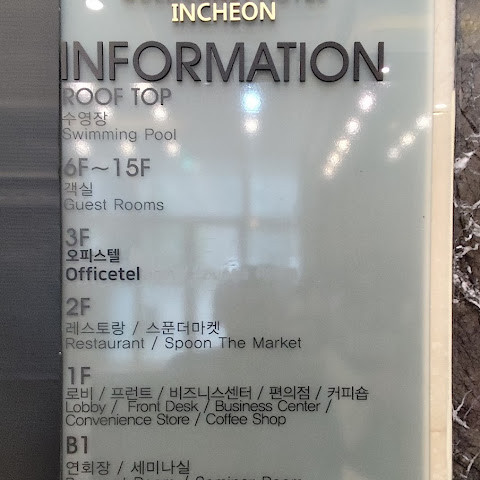 INCHEON
INFORMATION
ROOF TOP
수영장
Swimming Pool
6F~15F
객실
Guest Rooms
3F
오피스텔
Officetel
2F
레스토랑 / 스푼더마켓
Restaurant / Spoon The Market
1F
로비 / 프런트 / 비즈니스센터 / 편의점 / 커피숍
Lobby / Front Desk / Business Center /
Convenience Store / Coffee Shop
B1
연회장 / 세미나실